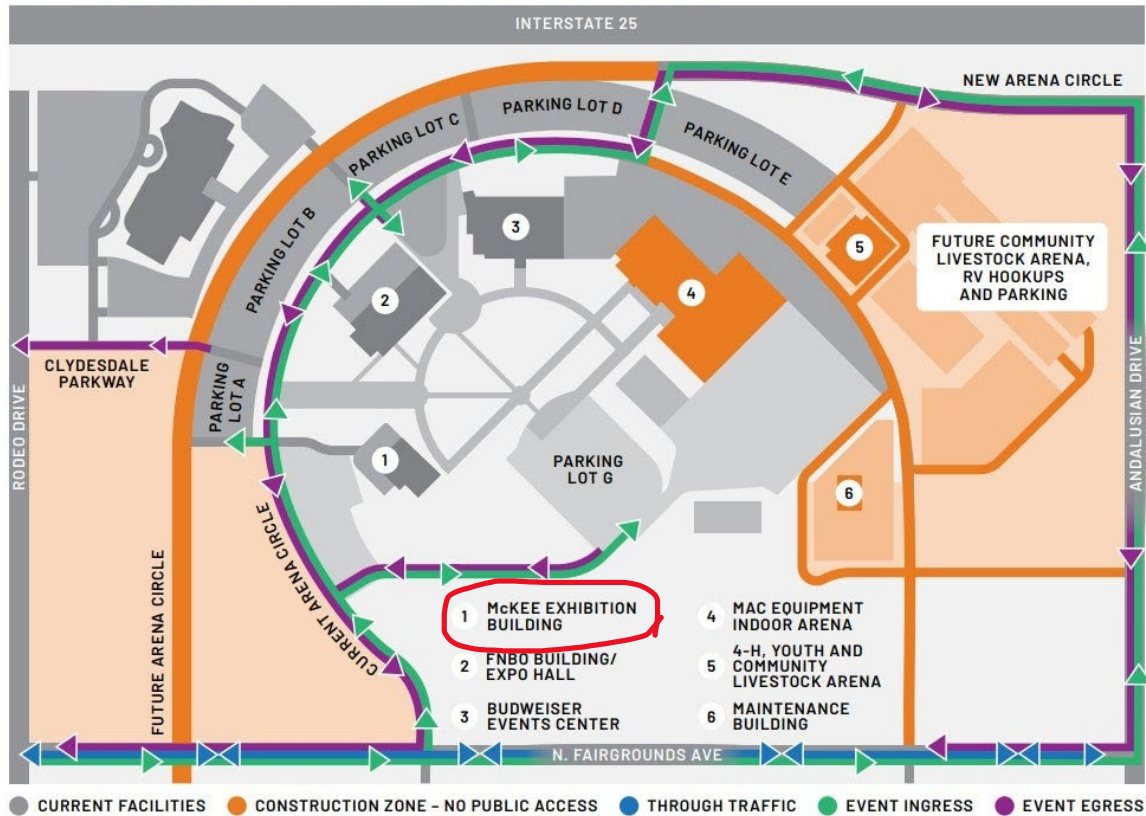 INTERSTATE 25
NEW ARENA CIRCLE
PARKING LOT C
PARKING LOT D
PARKING LOT E
PARKING LOT B
3
5
FUTURE COMMUNITY
LIVESTOCK ARENA,
RV HOOKUPS
AND PARKING
2
4
CLYDESDALE
PARKWAY
PARKING
LOT A
RODEO DRIVE
ANDALUSIAN DRIVE
1
PARKING
LOT G
6
CURRENT ARENA CIRCLE
FUTURE ARENA CIRCLE
1 McKEE EXHIBITION
BUILDING
2 FNBO BUILDING/
EXPO HALL
3 BUDWEISER
EVENTS CENTER
4 MAC EQUIPMENT
INDOOR ARENA
5 4-H, YOUTH AND
COMMUNITY
LIVESTOCK ARENA
6 MAINTENANCE
BUILDING
N. FAIRGROUNDS AVE
CURRENT FACILITIES CONSTRUCTION ZONE – NO PUBLIC ACCESS THROUGH TRAFFIC EVENT INGRESS EVENT EGRESS